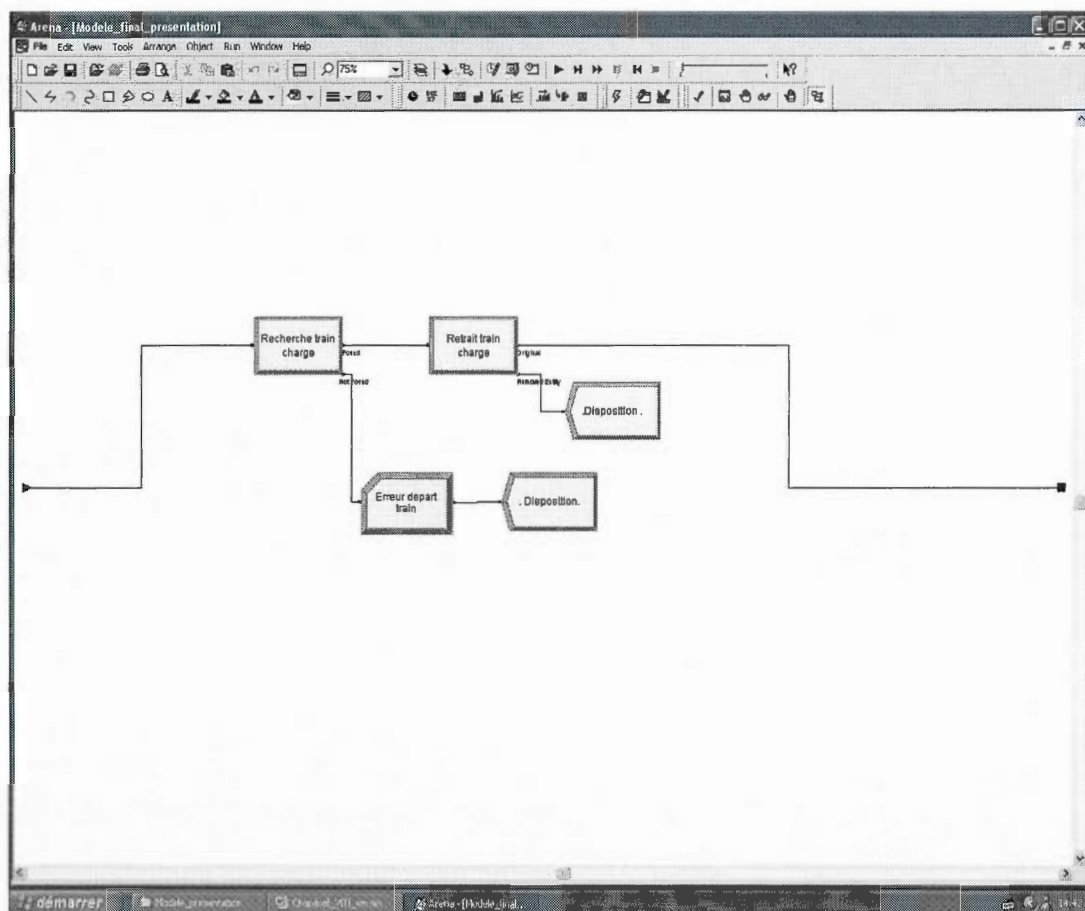 Arena - [Modele_final_presentation]
File Edit View Tools Arrange Object Run Window Help
75%
Recherche train
charge
Found
Not Found
Retrait train
charge
Original
Removed Entity
.Disposition .
Erreur depart
train
. Disposition.
démarrer
Modele_presentation
Arena - [Modele_final...